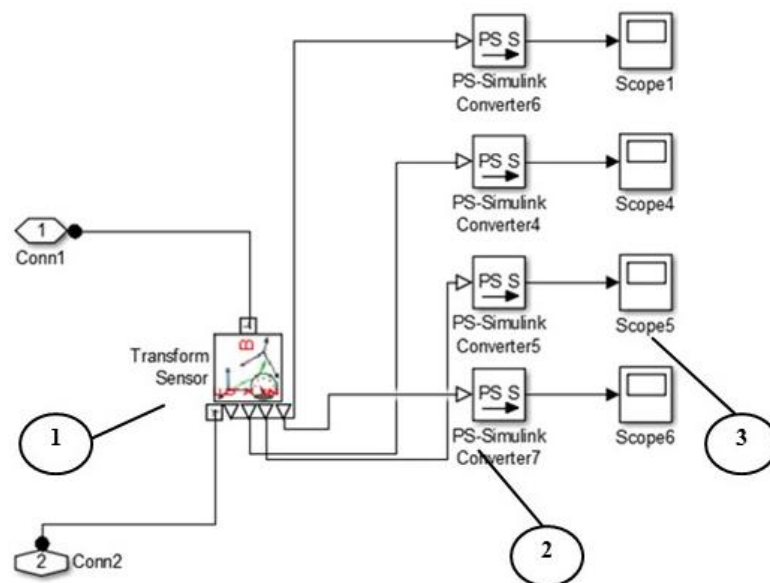 PS S
PS-Simulink
Converter6
Scope1
PS S
PS-Simulink
Converter4
Scope4
1
Conn1
PS S
PS-Simulink
Converter5
Scope5
B
Transform
Sensor
PS S
PS-Simulink
Converter7
Scope6
1
3
2
2
Conn2